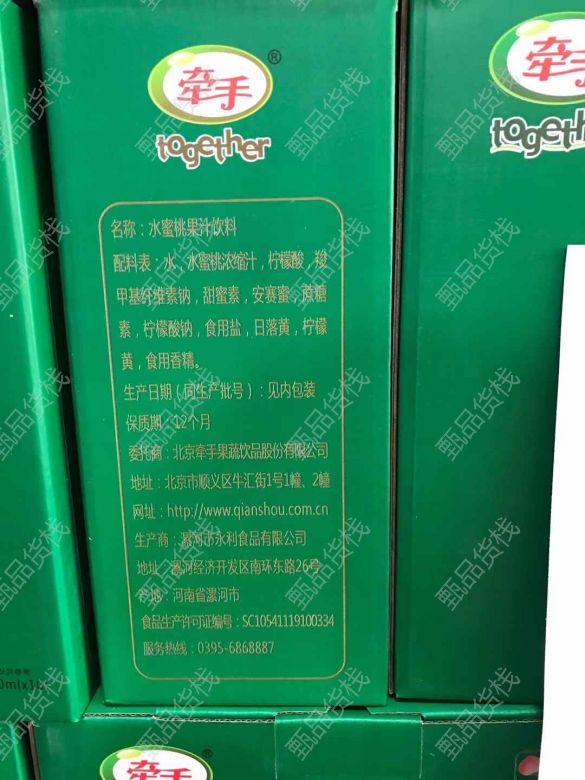 牵手®
together
名称：水蜜桃果汁饮料
配料表：水，水蜜桃浓缩汁，柠檬酸，羧
甲基纤维素钠，甜蜜素，安赛蜜，蔗糖
素，柠檬酸钠，食用盐，日落黄，柠檬
黄，食用香精。
生产日期（同生产批号）：见内包装
保质期：12个月
委托商：北京牵手果蔬饮品股份有限公司
地址：北京市顺义区牛汇街1号1幢、2幢
网址：http://www.qianshou.com.cn
生产商：漯河市永利食品有限公司
地址：漯河经济开发区南环东路26号
产地：河南省漯河市
食品生产许可证编号：SC10541119100334
服务热线：0395-6868887
牵手
togethe
牵手®
甄品货栈